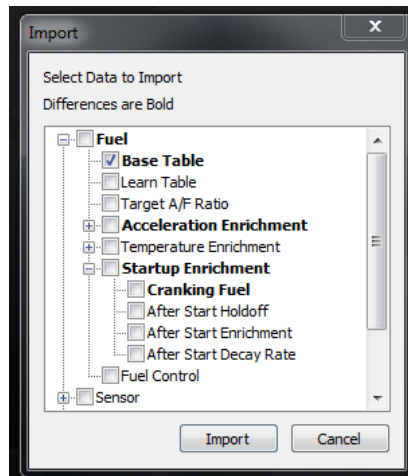 Import
X
Select Data to Import
Differences are Bold
Fuel
Base Table
Learn Table
Target A/F Ratio
Acceleration Enrichment
Temperature Enrichment
Startup Enrichment
Cranking Fuel
After Start Holdoff
After Start Enrichment
After Start Decay Rate
Fuel Control
Sensor
Import Cancel